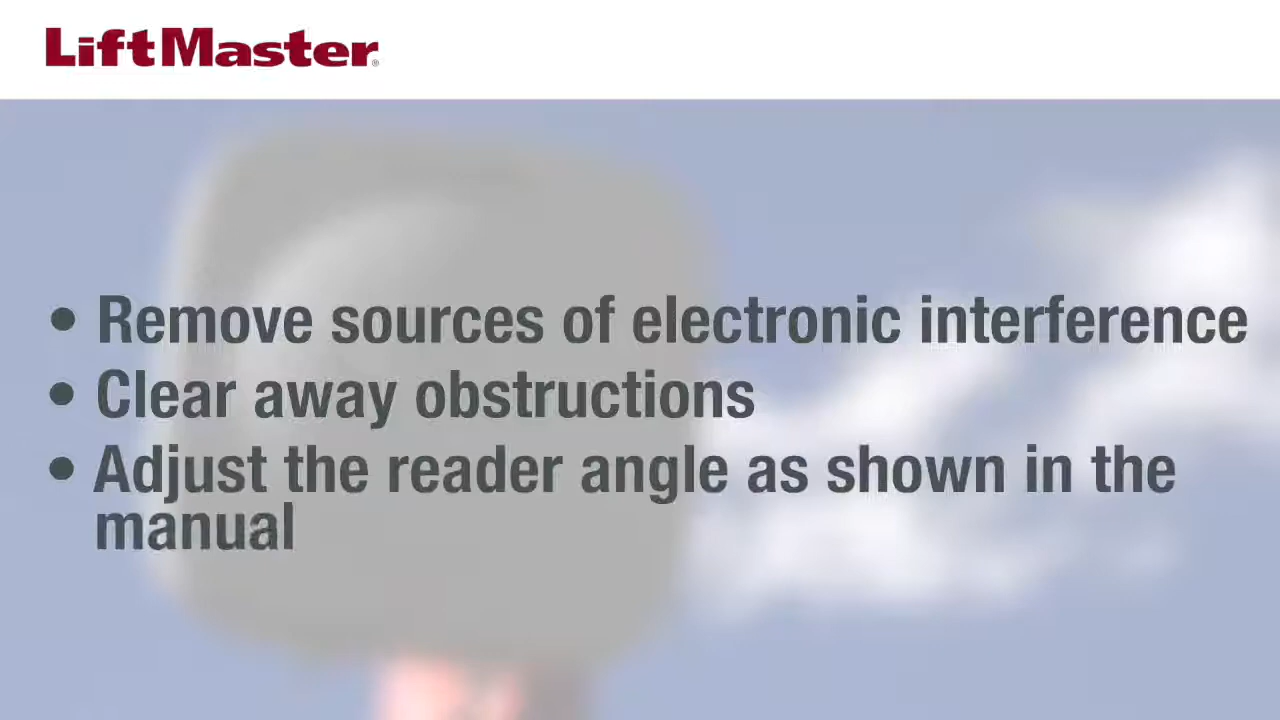 LiftMaster®
• Remove sources of electronic interference
• Clear away obstructions
• Adjust the reader angle as shown in the
manual